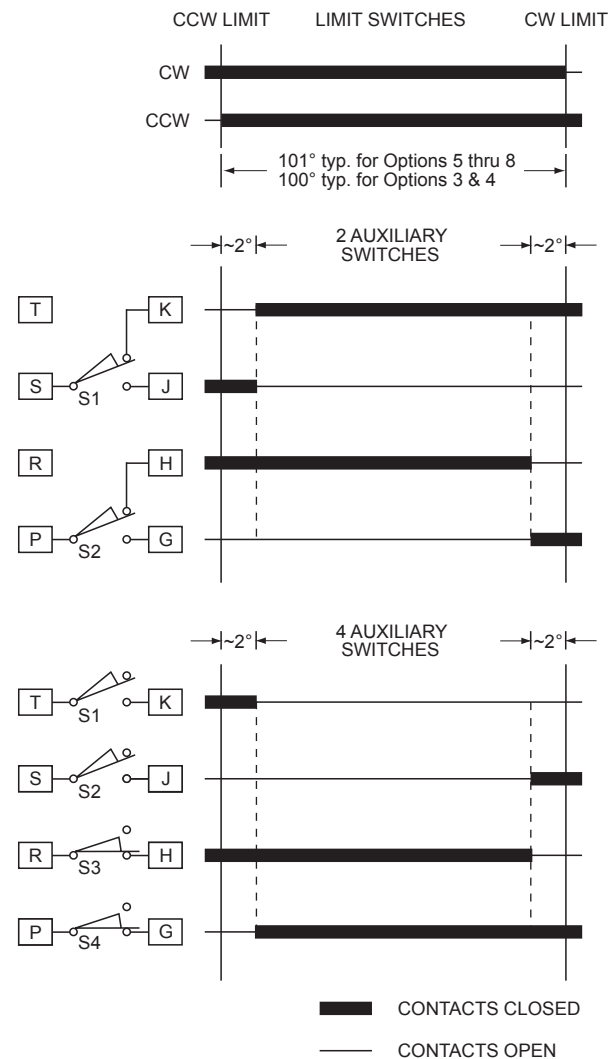 CCW LIMIT LIMIT SWITCHES CW LIMIT
CW
CCW
101° typ. for Options 5 thru 8
100° typ. for Options 3 & 4
~2° 2 AUXILIARY ~2°
SWITCHES
T K
S S1 J
R H
P S2 G
~2° 4 AUXILIARY ~2°
SWITCHES
T S1 K
S S2 J
R S3 H
P S4 G
CONTACTS CLOSED
CONTACTS OPEN